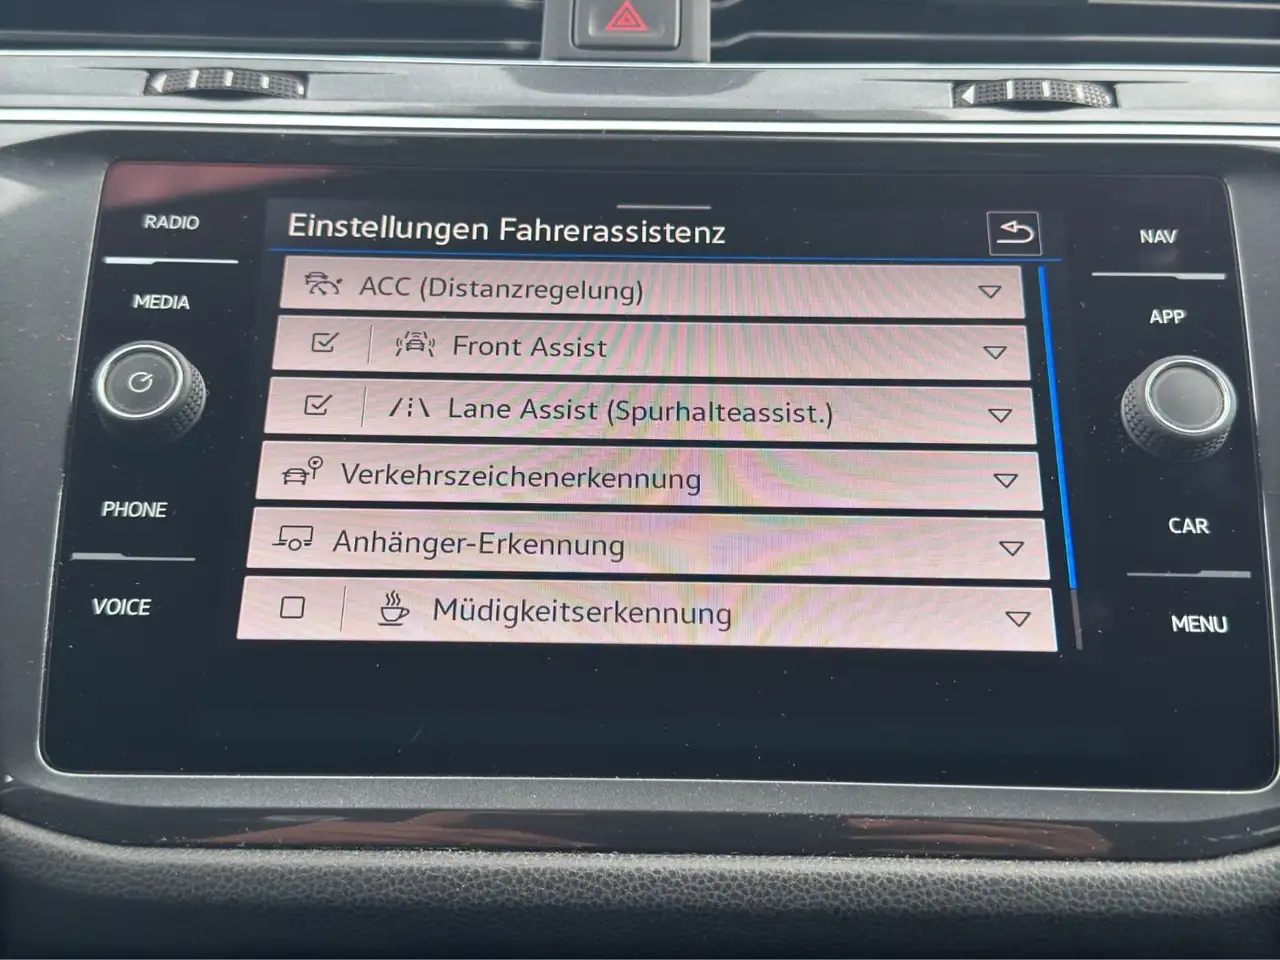 RADIO
MEDIA
PHONE
VOICE
Einstellungen Fahrerassistenz
ACC (Distanzregelung)
Front Assist
Lane Assist (Spurhalteassist.)
Verkehrszeichenerkennung
Anhänger-Erkennung
Müdigkeitserkennung
NAV
APP
CAR
MENU